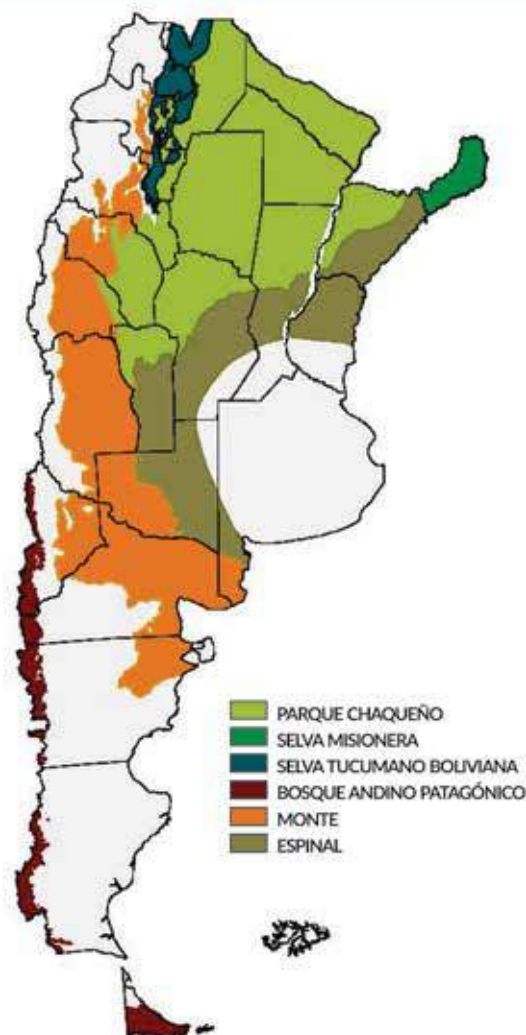 PARQUE CHAQUEÑO
SELVA MISIONERA
SELVA TUCUMANO BOLIVIANA
BOSQUE ANDINO PATAGÓNICO
MONTE
ESPINAL